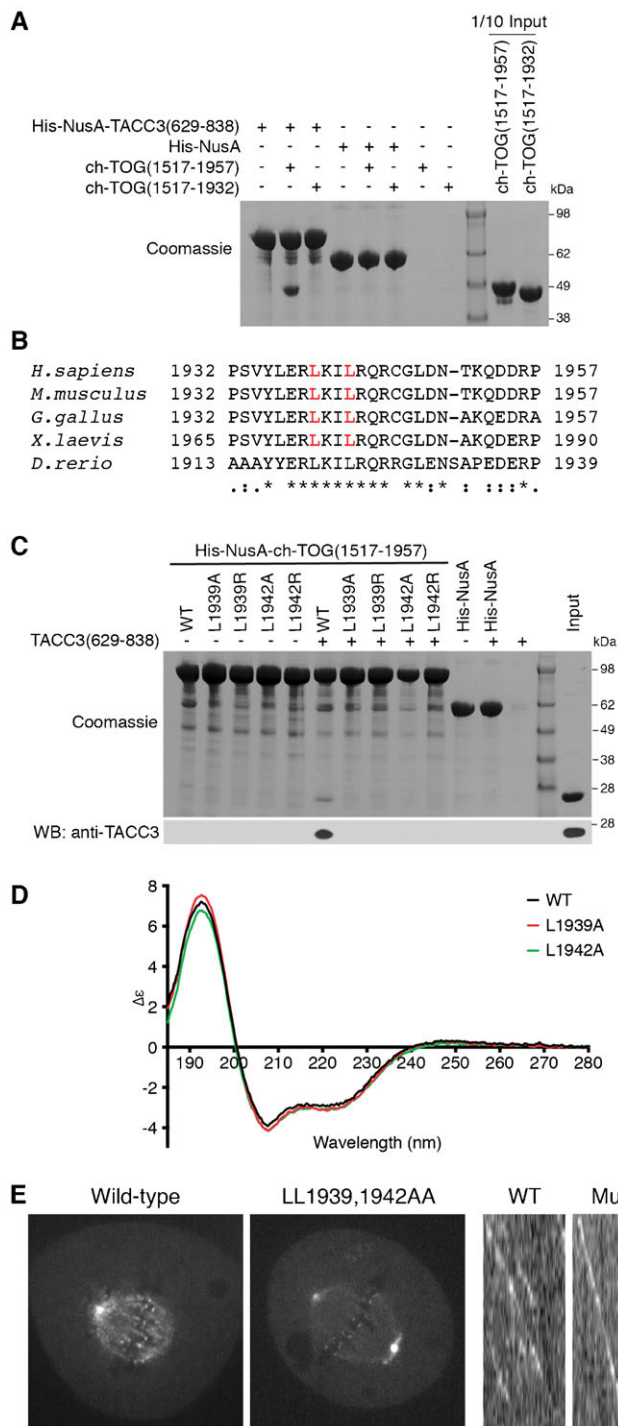 A
1/10 Input
ch-TOG(1517-1957)
ch-TOG(1517-1932)
His-NusA-TACC3(629-838) + + + - - - - -
His-NusA - - - + + + - -
ch-TOG(1517-1957) - + - - + - + -
ch-TOG(1517-1932) - - + - - + - +
kDa
Coomassie
98
62
49
38
B
H.sapiens 1932 PSVYLERLKILRQRCGLDN-TKQDDRP 1957
M.musculus 1932 PSVYLERLKILRQRCGLDN-TKQDDRP 1957
G.gallus 1932 PSVYLERLKILRQRCGLDN-AKQEDRA 1957
X.laevis 1965 PSVYLERLKILRQRCGLDN-AKQDERP 1990
D.rerio 1913 AAAYYERLKILRQRRGLENSAPEDERP 1939
.:.* ********* **:* : :::*.
C
His-NusA-ch-TOG(1517-1957)
WT L1939A L1939R L1942A L1942R WT L1939A L1939R L1942A L1942R His-NusA His-NusA Input
TACC3(629-838) - - - - - + + + + + - + +
kDa
Coomassie
98
62
49
38
28
28
WB: anti-TACC3
D
8
6
4
2
0
-2
-4
Δε
WT
L1939A
L1942A
190 200 210 220 230 240 250 260 270 280
Wavelength (nm)
E
Wild-type LL1939,1942AA WT Mu